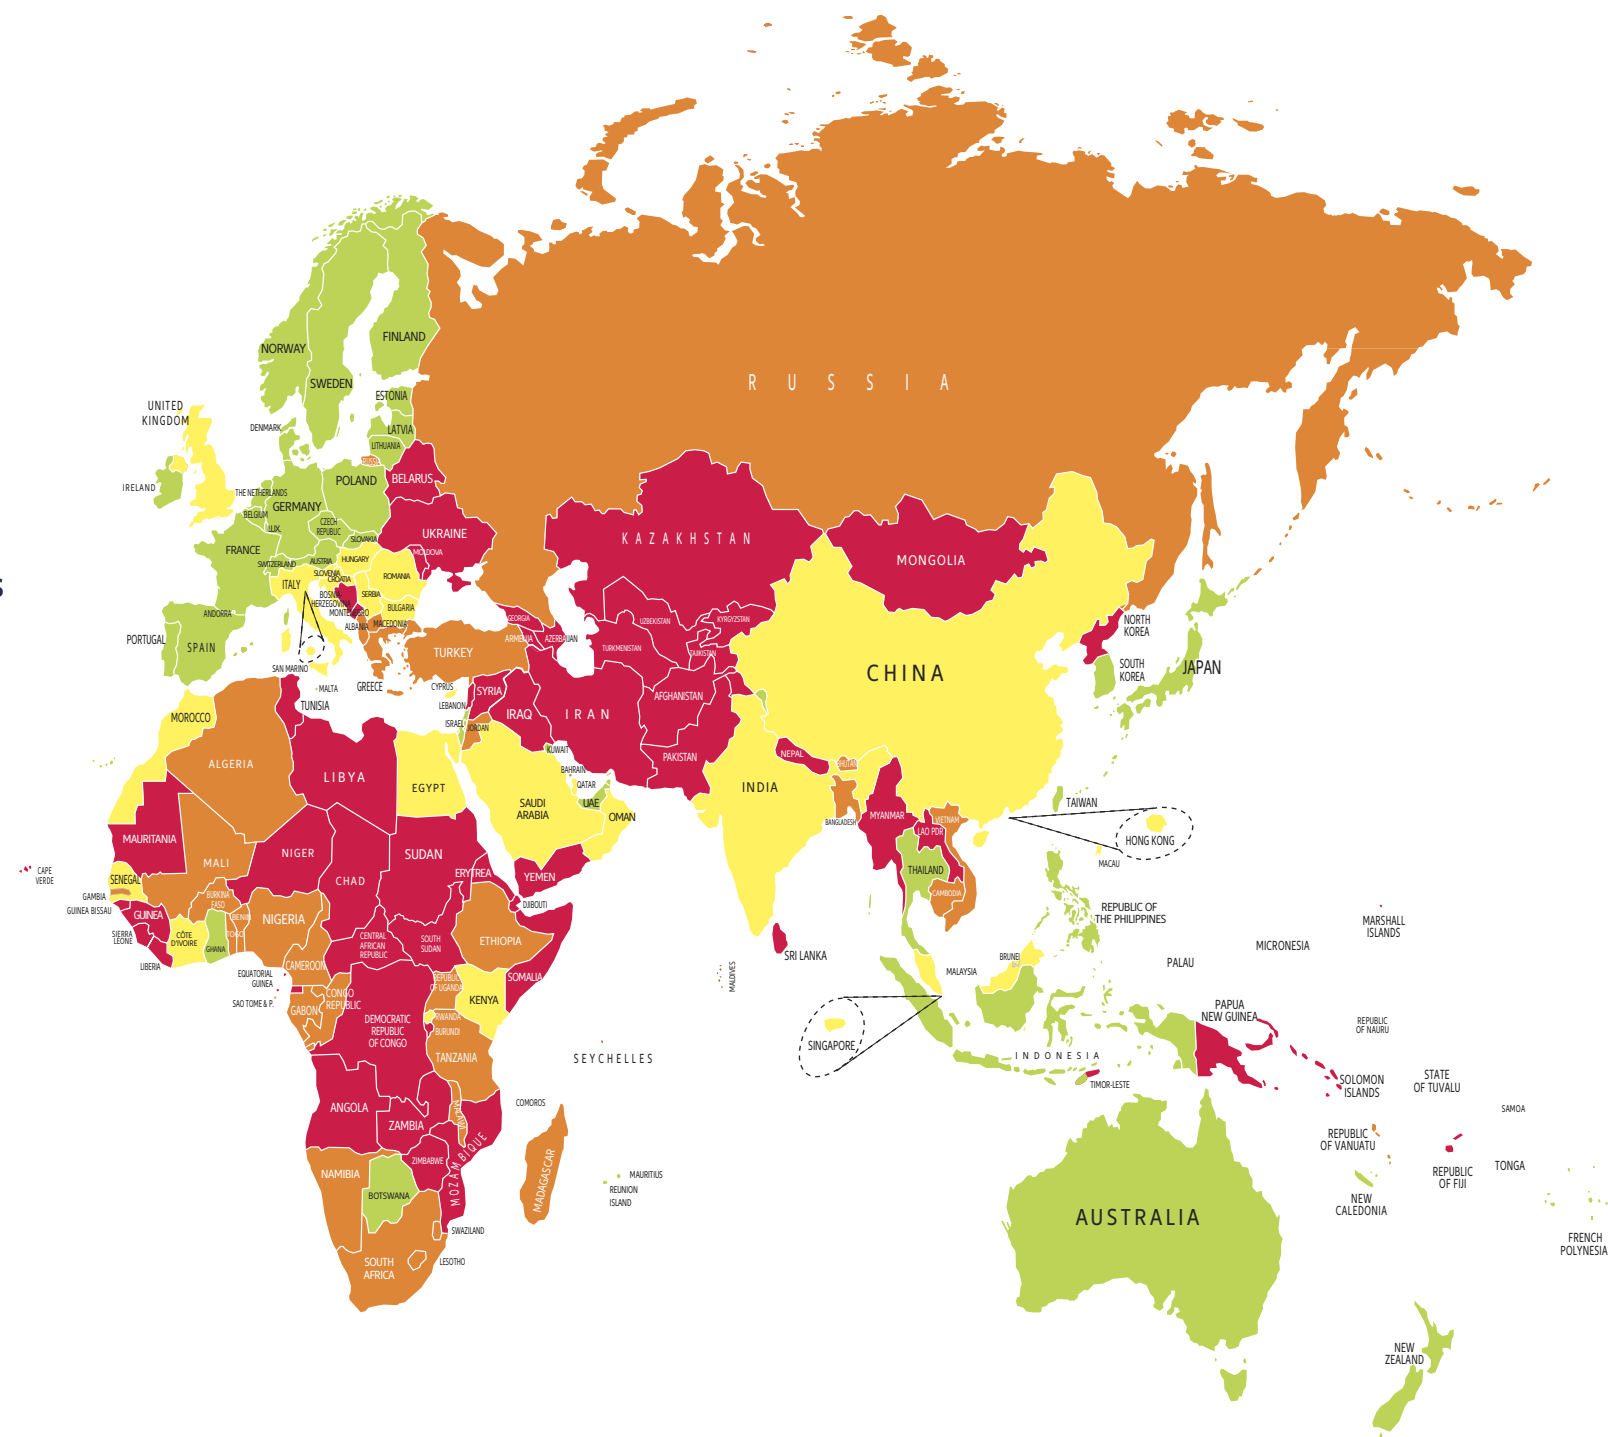 RUSSIA
NORWAY
FINLAND
SWEDEN
ESTONIA
UNITED
KINGDOM
DENMARK
LATVIA
LITHUANIA
RUSSIA
IRELAND
THE NETHERLANDS
POLAND
BELARUS
GERMANY
BELGIUM
LUX.
CZECH
REPUBLIC
UKRAINE
SLOVAKIA
FRANCE
MOLDOVA
SWITZERLAND
AUSTRIA
HUNGARY
SLOVENIA
CROATIA
ROMANIA
ITALY
BOSNIA-
HERZEGOVINA
SERBIA
MONTENEGRO
BULGARIA
ANDORRA
ALBANIA
MACEDONIA
PORTUGAL
SPAIN
SAN MARINO
MALTA
GREECE
TURKEY
CYPRUS
GEORGIA
ARMENIA
AZERBAIJAN
KAZAKHSTAN
MONGOLIA
UZBEKISTAN
KYRGYZSTAN
TURKMENISTAN
TAJIKISTAN
NORTH
KOREA
SOUTH
KOREA
JAPAN
CHINA
MOROCCO
TUNISIA
LEBANON
SYRIA
ISRAEL
JORDAN
IRAQ
IRAN
AFGHANISTAN
ALGERIA
LIBYA
EGYPT
KUWAIT
BAHRAIN
QATAR
PAKISTAN
NEPAL
BHUTAN
SAUDI
ARABIA
UAE
OMAN
INDIA
BANGLADESH
MYANMAR
VIETNAM
LAO PDR
TAIWAN
HONG KONG
MACAU
MAURITANIA
MALI
NIGER
CHAD
SUDAN
ERYTREA
YEMEN
CAPE
VERDE
SENEGAL
GAMBIA
GUINEA BISSAU
GUINEA
SIERRA
LEONE
LIBERIA
CÔTE
D'IVOIRE
BURKINA
FASO
GHANA
TOGO
BENIN
NIGERIA
DJIBOUTI
THAILAND
CAMBODIA
CENTRAL
AFRICAN
REPUBLIC
SOUTH
SUDAN
ETHIOPIA
SOMALIA
CAMEROON
EQUATORIAL
GUINEA
SAO TOME & P.
GABON
CONGO
REPUBLIC
DEMOCRATIC
REPUBLIC
OF CONGO
REPUBLIC
OF UGANDA
KENYA
RWANDA
BURUNDI
TANZANIA
SRI LANKA
MALDIVES
REPUBLIC OF
THE PHILIPPINES
BRUNEI
MALAYSIA
SINGAPORE
INDONESIA
TIMOR-LESTE
MARSHALL
ISLANDS
MICRONESIA
PALAU
PAPUA
NEW GUINEA
REPUBLIC
OF NAURU
SEYCHELLES
SOLOMON
ISLANDS
STATE
OF TUVALU
SAMOA
REPUBLIC
OF VANUATU
REPUBLIC
OF FIJI
TONGA
NEW
CALEDONIA
FRENCH
POLYNESIA
ANGOLA
ZAMBIA
MALAWI
COMOROS
ZIMBABWE
MOZAMBIQUE
NAMIBIA
BOTSWANA
MADAGASCAR
MAURITIUS
REUNION
ISLAND
SWAZILAND
LESOTHO
SOUTH
AFRICA
AUSTRALIA
NEW
ZEALAND